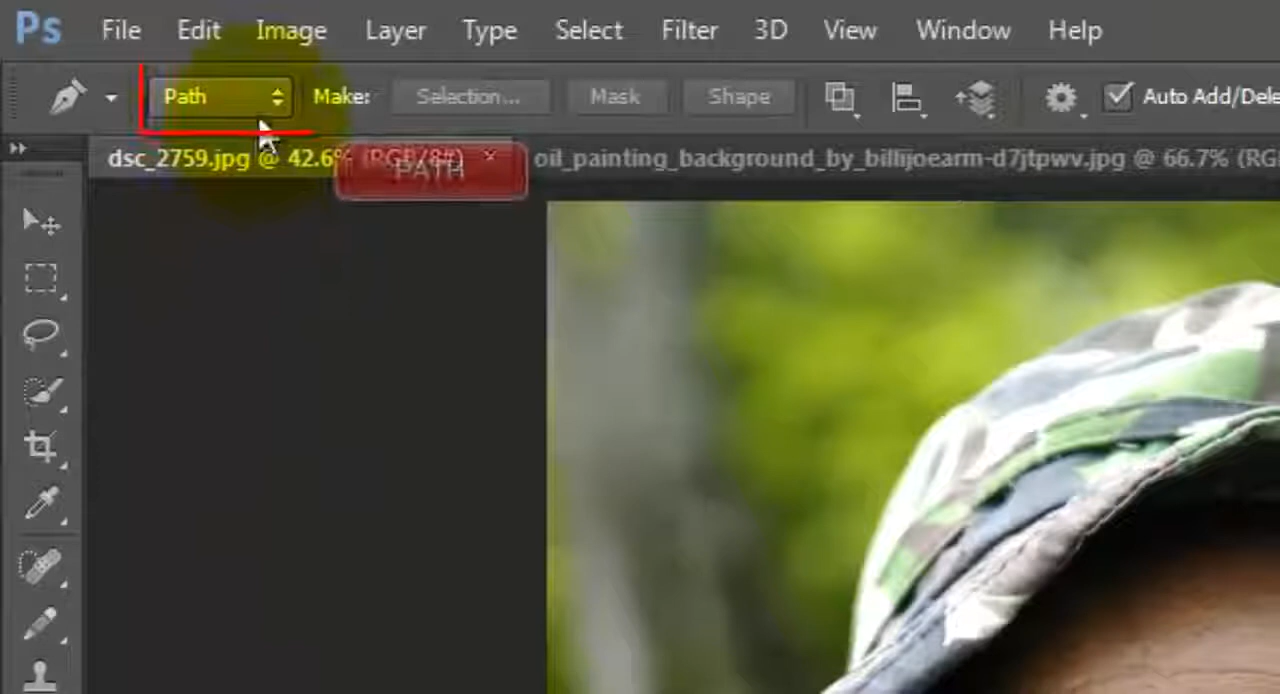 Ps File Edit Image Layer Type Select Filter 3D View Window Help
Path Make: Selection... Mask Shape Auto Add/Dele
dsc_2759.jpg @ 42.6% (RGB/8#) × oil_painting_background_by_billijoearm-d7jtpwv.jpg @ 66.7% (RG
PATH